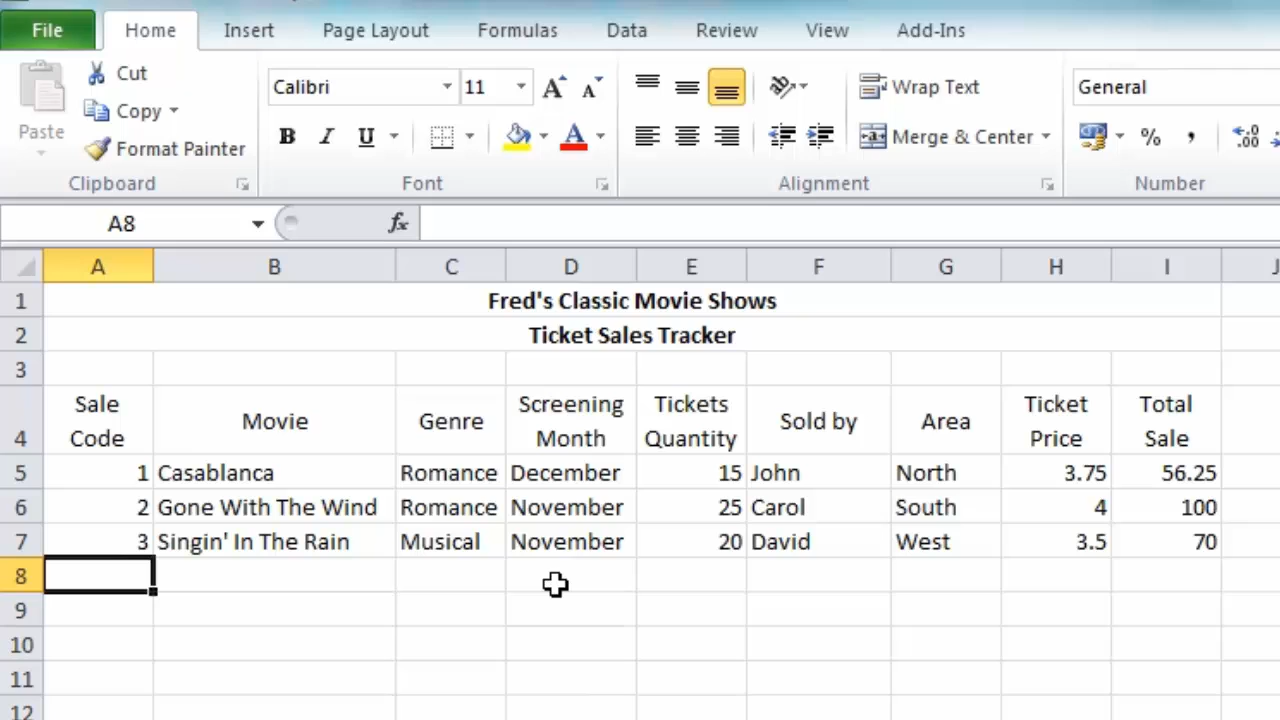 File Home Insert Page Layout Formulas Data Review View Add-Ins
Cut
Calibri 11 A A Wrap Text General
Copy
Paste B I U A Merge & Center % , .00
Format Painter
Clipboard Font Alignment Number
A8 fx
A B C D E F G H I J
1 Fred's Classic Movie Shows
2 Ticket Sales Tracker
3
Sale Screening Tickets Ticket Total
Movie Genre Sold by Area
4 Code Month Quantity Price Sale
5 1 Casablanca Romance December 15 John North 3.75 56.25
6 2 Gone With The Wind Romance November 25 Carol South 4 100
7 3 Singin' In The Rain Musical November 20 David West 3.5 70
8
9
10
11
12